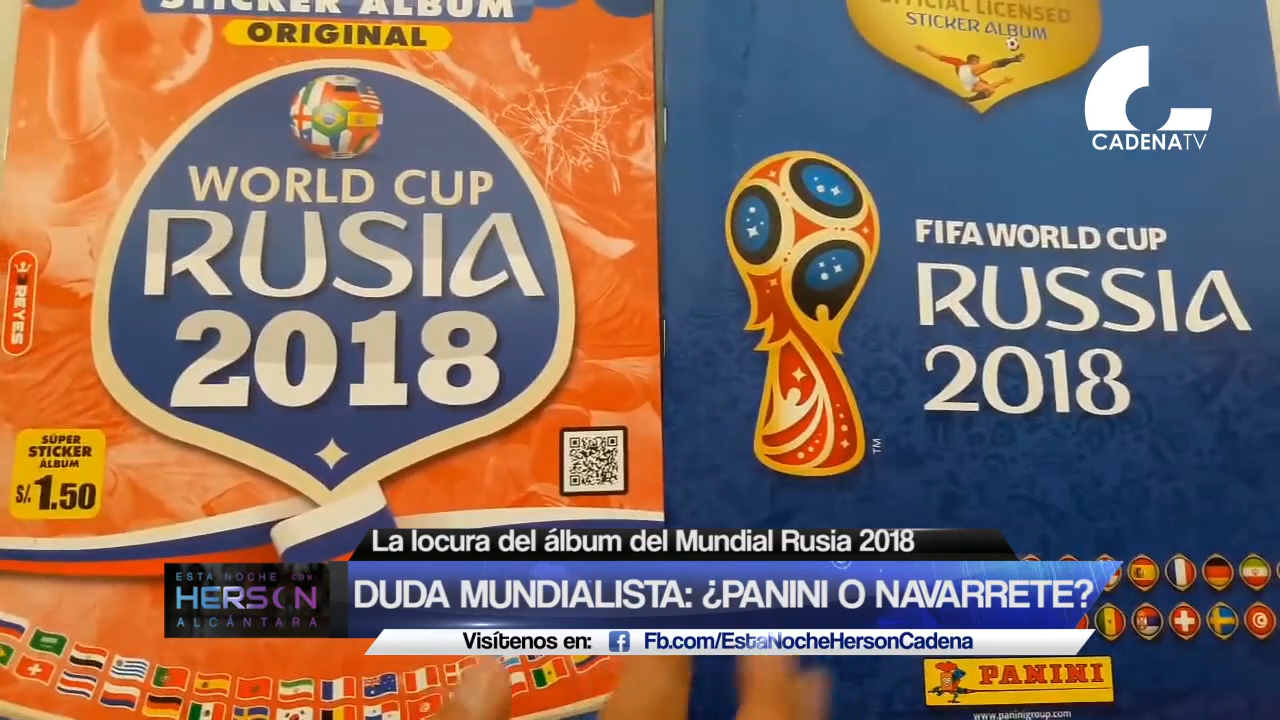 STICKER ALBUM
ORIGINAL
WORLD CUP
RUSIA
2018
REYES
SÚPER
STICKER
ÁLBUM
S/. 1.50
OFFICIAL LICENSED
STICKER ALBUM
CADENATV
FIFA WORLD CUP
RUSSIA
2018
TM
PANINI
www.paninigroup.com
La locura del álbum del Mundial Rusia 2018
ESTA NOCHE CON
HERSON
ALCÁNTARA
DUDA MUNDIALISTA: ¿PANINI O NAVARRETE?
Visítenos en: Fb.com/EstaNocheHersonCadena